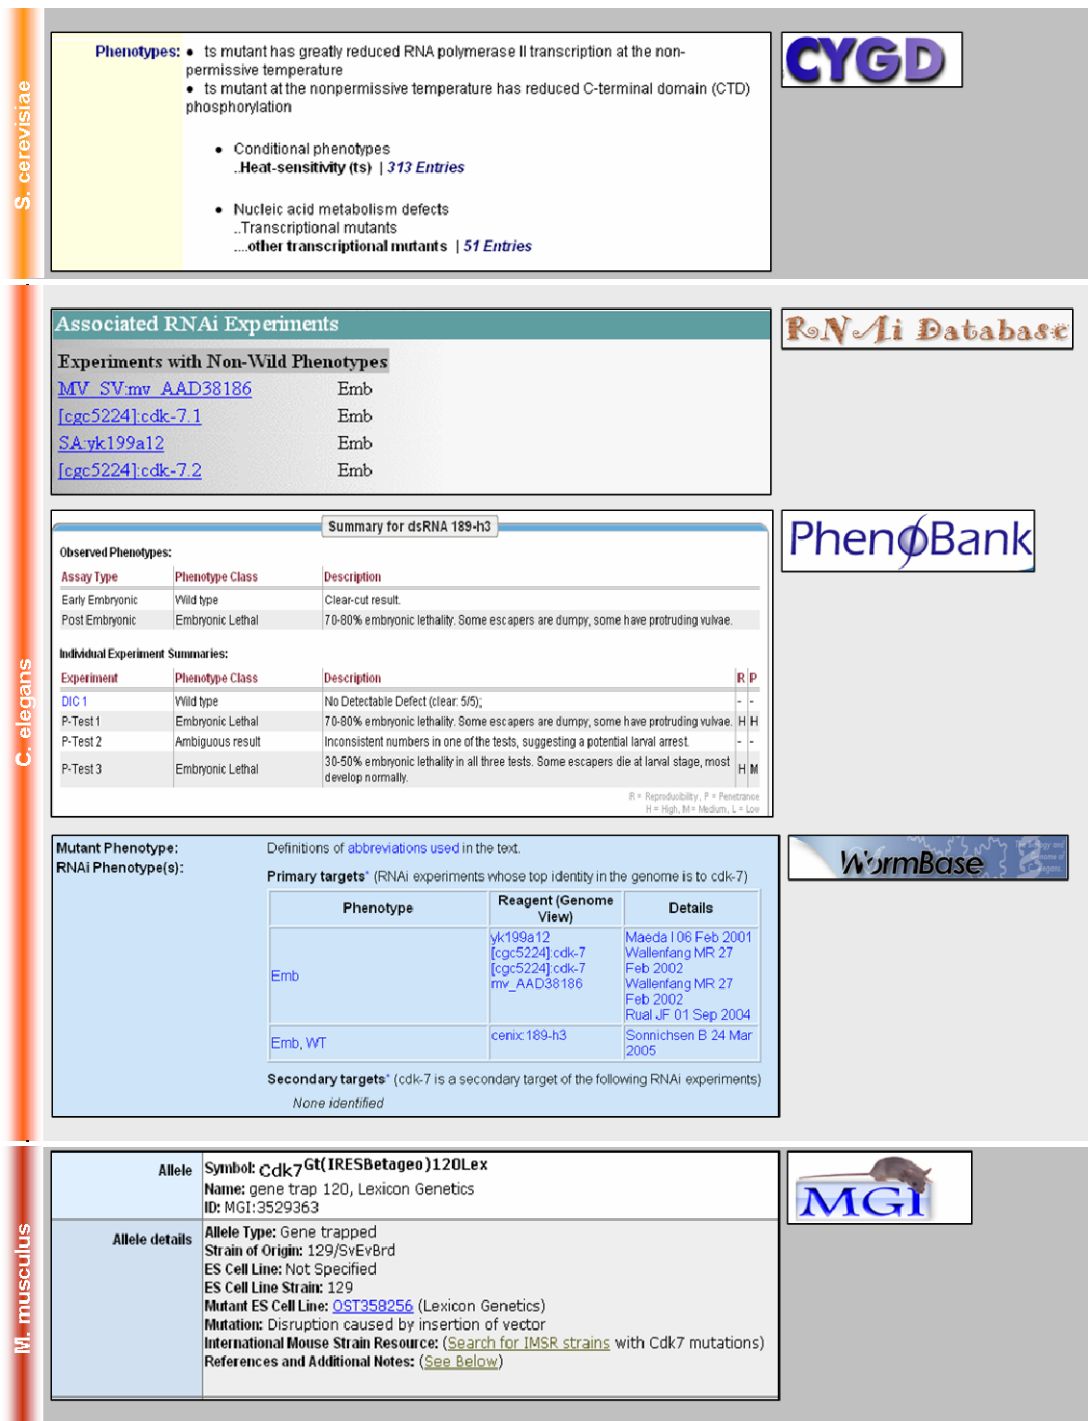 S. cerevisiae
Phenotypes: • ts mutant has greatly reduced RNA polymerase II transcription at the non-
permissive temperature
• ts mutant at the nonpermissive temperature has reduced C-terminal domain (CTD)
phosphorylation
• Conditional phenotypes
..Heat-sensitivity (ts) | 313 Entries
• Nucleic acid metabolism defects
..Transcriptional mutants
....other transcriptional mutants | 51 Entries
CYGD
C. elegans
Associated RNAi Experiments
Experiments with Non-Wild Phenotypes
MV_SV:mv_AAD38186 Emb
[cgc5224]:cdk-7.1 Emb
SA:yk199a12 Emb
[cgc5224]:cdk-7.2 Emb
RNAi Database
Summary for dsRNA 189-h3
Observed Phenotypes:
Assay Type Phenotype Class Description
Early Embryonic Wild type Clear-cut result.
Post Embryonic Embryonic Lethal 70-80% embryonic lethality. Some escapers are dumpy, some have protruding vulvae.
Individual Experiment Summaries:
Experiment Phenotype Class Description R P
DIC 1 Wild type No Detectable Defect (clear: 5/5); - -
P-Test 1 Embryonic Lethal 70-80% embryonic lethality. Some escapers are dumpy, some have protruding vulvae. H H
P-Test 2 Ambiguous result Inconsistent numbers in one of the tests, suggesting a potential larval arrest. - -
P-Test 3 Embryonic Lethal 30-50% embryonic lethality in all three tests. Some escapers die at larval stage, most H M
develop normally.
R = Reproducibility, P = Penetrance
H = High, M = Medium, L = Low
PhenoBank
Mutant Phenotype: Definitions of abbreviations used in the text.
RNAi Phenotype(s):
Primary targets* (RNAi experiments whose top identity in the genome is to cdk-7)
Phenotype Reagent (Genome View) Details
Emb
yk199a12
[cgc5224]:cdk-7
[cgc5224]:cdk-7
mv_AAD38186
Maeda I 06 Feb 2001
Wallenfang MR 27
Feb 2002
Wallenfang MR 27
Feb 2002
Rual JF 01 Sep 2004
Emb, WT cenix:189-h3 Sonnichsen B 24 Mar
2005
Secondary targets* (cdk-7 is a secondary target of the following RNAi experiments)
None identified
WormBase
The Biology and
Genome of
C. elegans
M. musculus
Allele Symbol: Cdk7Gt(IRESBetageo)120Lex
Name: gene trap 120, Lexicon Genetics
ID: MGI:3529363
Allele details Allele Type: Gene trapped
Strain of Origin: 129/SvEvBrd
ES Cell Line: Not Specified
ES Cell Line Strain: 129
Mutant ES Cell Line: OST358256 (Lexicon Genetics)
Mutation: Disruption caused by insertion of vector
International Mouse Strain Resource: (Search for IMSR strains with Cdk7 mutations)
References and Additional Notes: (See Below)
MGI